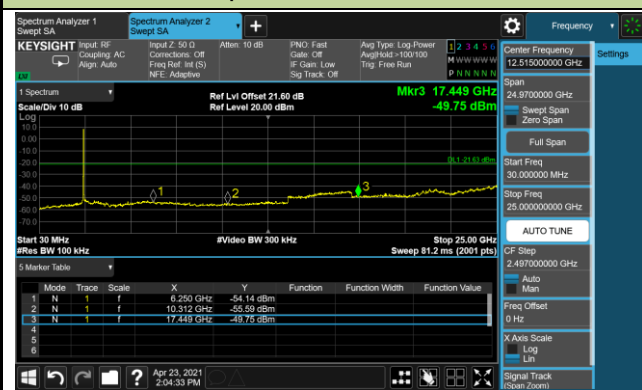 Spectrum Analyzer 1
Swept SA
Spectrum Analyzer 2
Swept SA
+
Frequency
KEYSIGHT
Input: RF
Coupling: AC
Align: Auto
Input Z: 50 Ω
Corrections: Off
Freq Ref: Int (S)
NFE: Adaptive
Atten: 10 dB
PNO: Fast
Gate: Off
IF Gain: Low
Sig Track: Off
Avg Type: Log-Power
Avg|Hold:>100/100
Trig: Free Run
1 2 3 4 5 6
M W W W W W
P N N N N N
LXI
1 Spectrum
Scale/Div 10 dB
Ref Lvl Offset 21.60 dB
Ref Level 20.00 dBm
Mkr3 17.449 GHz
-49.75 dBm
Log
10.0
0.00
-10.0
-20.0
-30.0
-40.0
-50.0
-60.0
-70.0
DL1 -21.63 dBm
1
2
3
Start 30 MHz
#Res BW 100 kHz
#Video BW 300 kHz
Stop 25.00 GHz
Sweep 81.2 ms (2001 pts)
5 Marker Table
Mode Trace Scale X Y Function Function Width Function Value
1 N 1 f 6.250 GHz -54.14 dBm
2 N 1 f 10.312 GHz -55.59 dBm
3 N 1 f 17.449 GHz -49.75 dBm
4
5
6
?
Apr 23, 2021
2:04:33 PM
Center Frequency
12.515000000 GHz
Settings
Span
24.9700000 GHz
Swept Span
Zero Span
Full Span
Start Freq
30.000000 MHz
Stop Freq
25.000000000 GHz
AUTO TUNE
CF Step
2.497000000 GHz
Auto
Man
Freq Offset
0 Hz
X Axis Scale
Log
Lin
Signal Track
(Span Zoom)